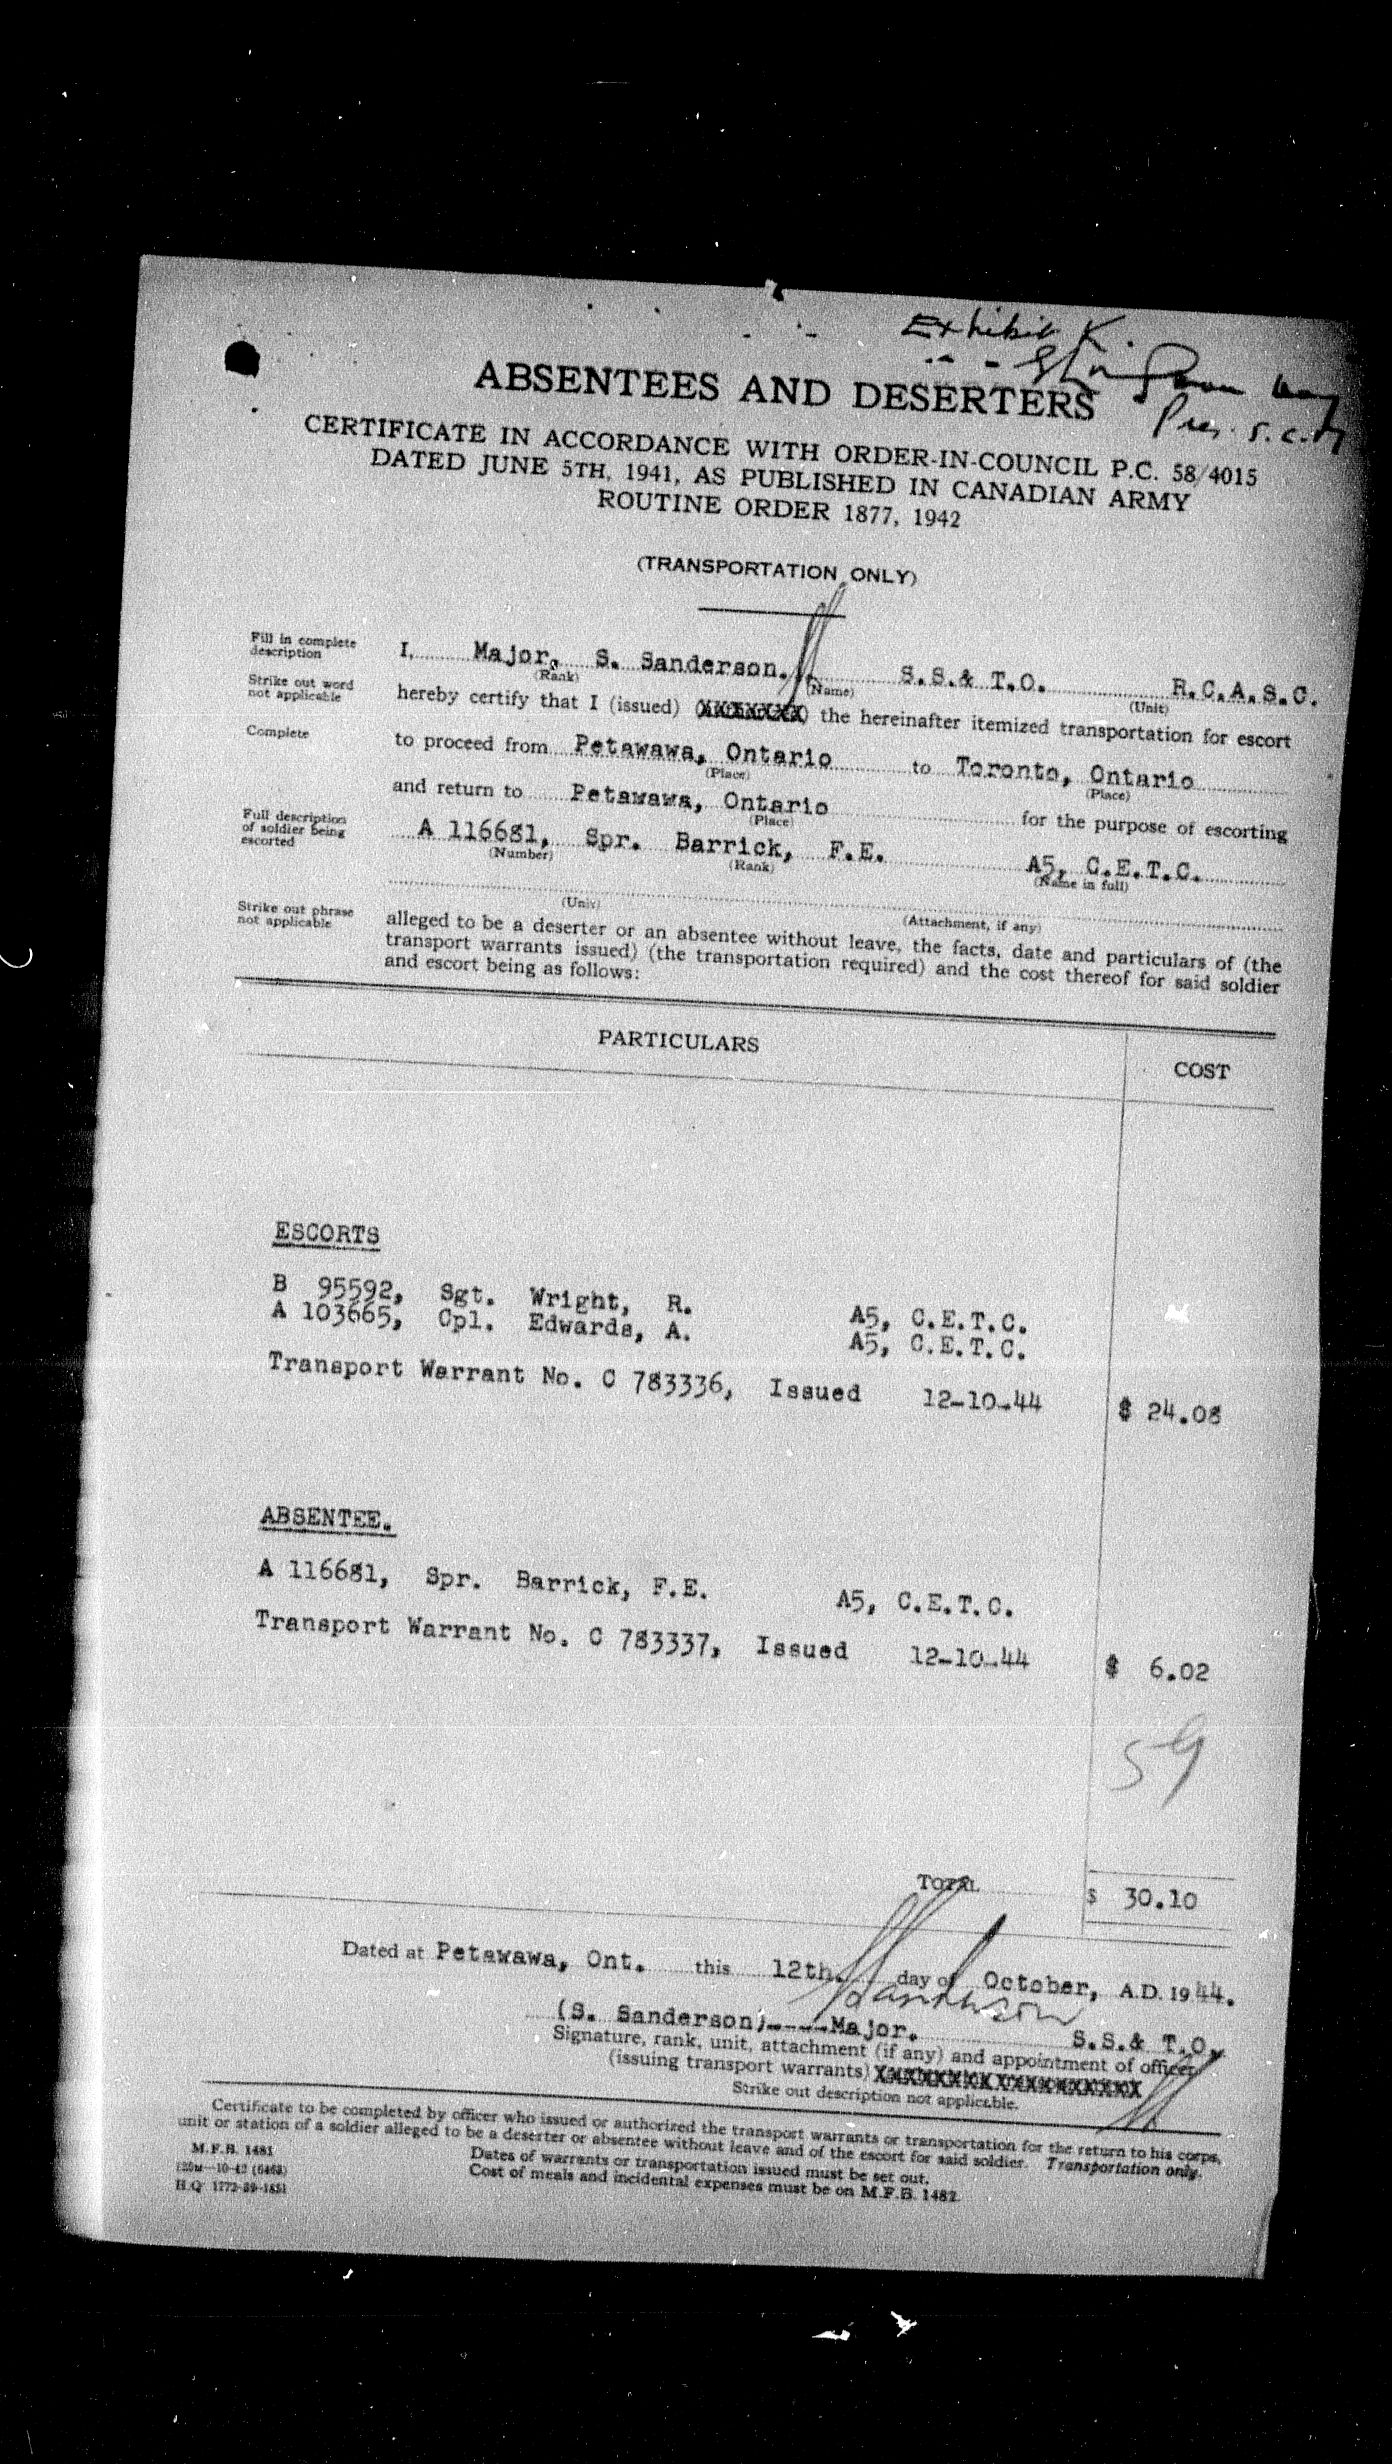 Exhibit K.
Pres. S.C.M
ABSENTEES AND DESERTERS
CERTIFICATE IN ACCORDANCE WITH ORDER-IN-COUNCIL P.C. 58/4015
DATED JUNE 5TH, 1941, AS PUBLISHED IN CANADIAN ARMY
ROUTINE ORDER 1877, 1942
(TRANSPORTATION ONLY)
Fill in complete
description
I, Major, S. Sanderson. S.S.& T.O. R.C.A.S.C.
(Rank) (Name) (Unit)
Strike out word
not applicable
hereby certify that I (issued) (XXXXXXX) the hereinafter itemized transportation for escort
Complete
to proceed from Petawawa, Ontario to Toronto, Ontario
(Place) (Place)
and return to Petawawa, Ontario for the purpose of escorting
(Place)
Full description
of soldier being
escorted
A 116681, Spr. Barrick, F.E. A5, C.E.T.C.
(Number) (Rank) (Name in full)
(Unit) (Attachment, if any)
Strike out phrase
not applicable
alleged to be a deserter or an absentee without leave, the facts, date and particulars of (the
transport warrants issued) (the transportation required) and the cost thereof for said soldier
and escort being as follows:
PARTICULARS COST
ESCORTS
B 95592, Sgt. Wright, R. A5, C.E.T.C.
A 103665, Cpl. Edwards, A. A5, C.E.T.C.
Transport Warrant No. C 783336, Issued 12-10-44 $ 24.08
ABSENTEE.
A 116681, Spr. Barrick, F.E. A5, C.E.T.C.
Transport Warrant No. C 783337, Issued 12-10-44 $ 6.02
59
TOTAL $ 30.10
Dated at Petawawa, Ont. this 12th. day of October, A.D. 1944.
Sanderson
(S. Sanderson)----Major. S.S.& T.O.
Signature, rank, unit, attachment (if any) and appointment of officer
(issuing transport warrants) XXXXXXXXXXXXXXXXXX
Strike out description not applicable.
Certificate to be completed by officer who issued or authorized the transport warrants or transportation for the return to his corps,
unit or station of a soldier alleged to be a deserter or absentee without leave and of the escort for said soldier. Transportation only.
Dates of warrants or transportation issued must be set out.
Cost of meals and incidental expenses must be on M.F.B. 1482.
M.F.B. 1481
H.Q. 1772-39-1851